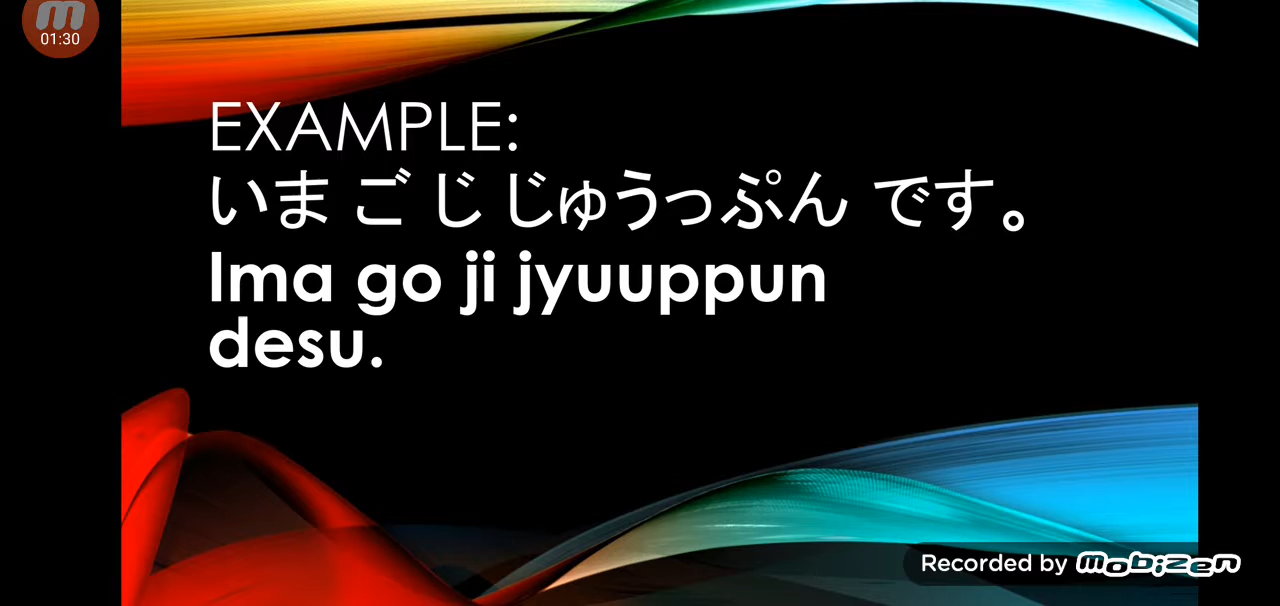 01:30
EXAMPLE:
いま ご じ じゅうっぷん です。
Ima go ji jyuuppun
desu.
Recorded by mobizen